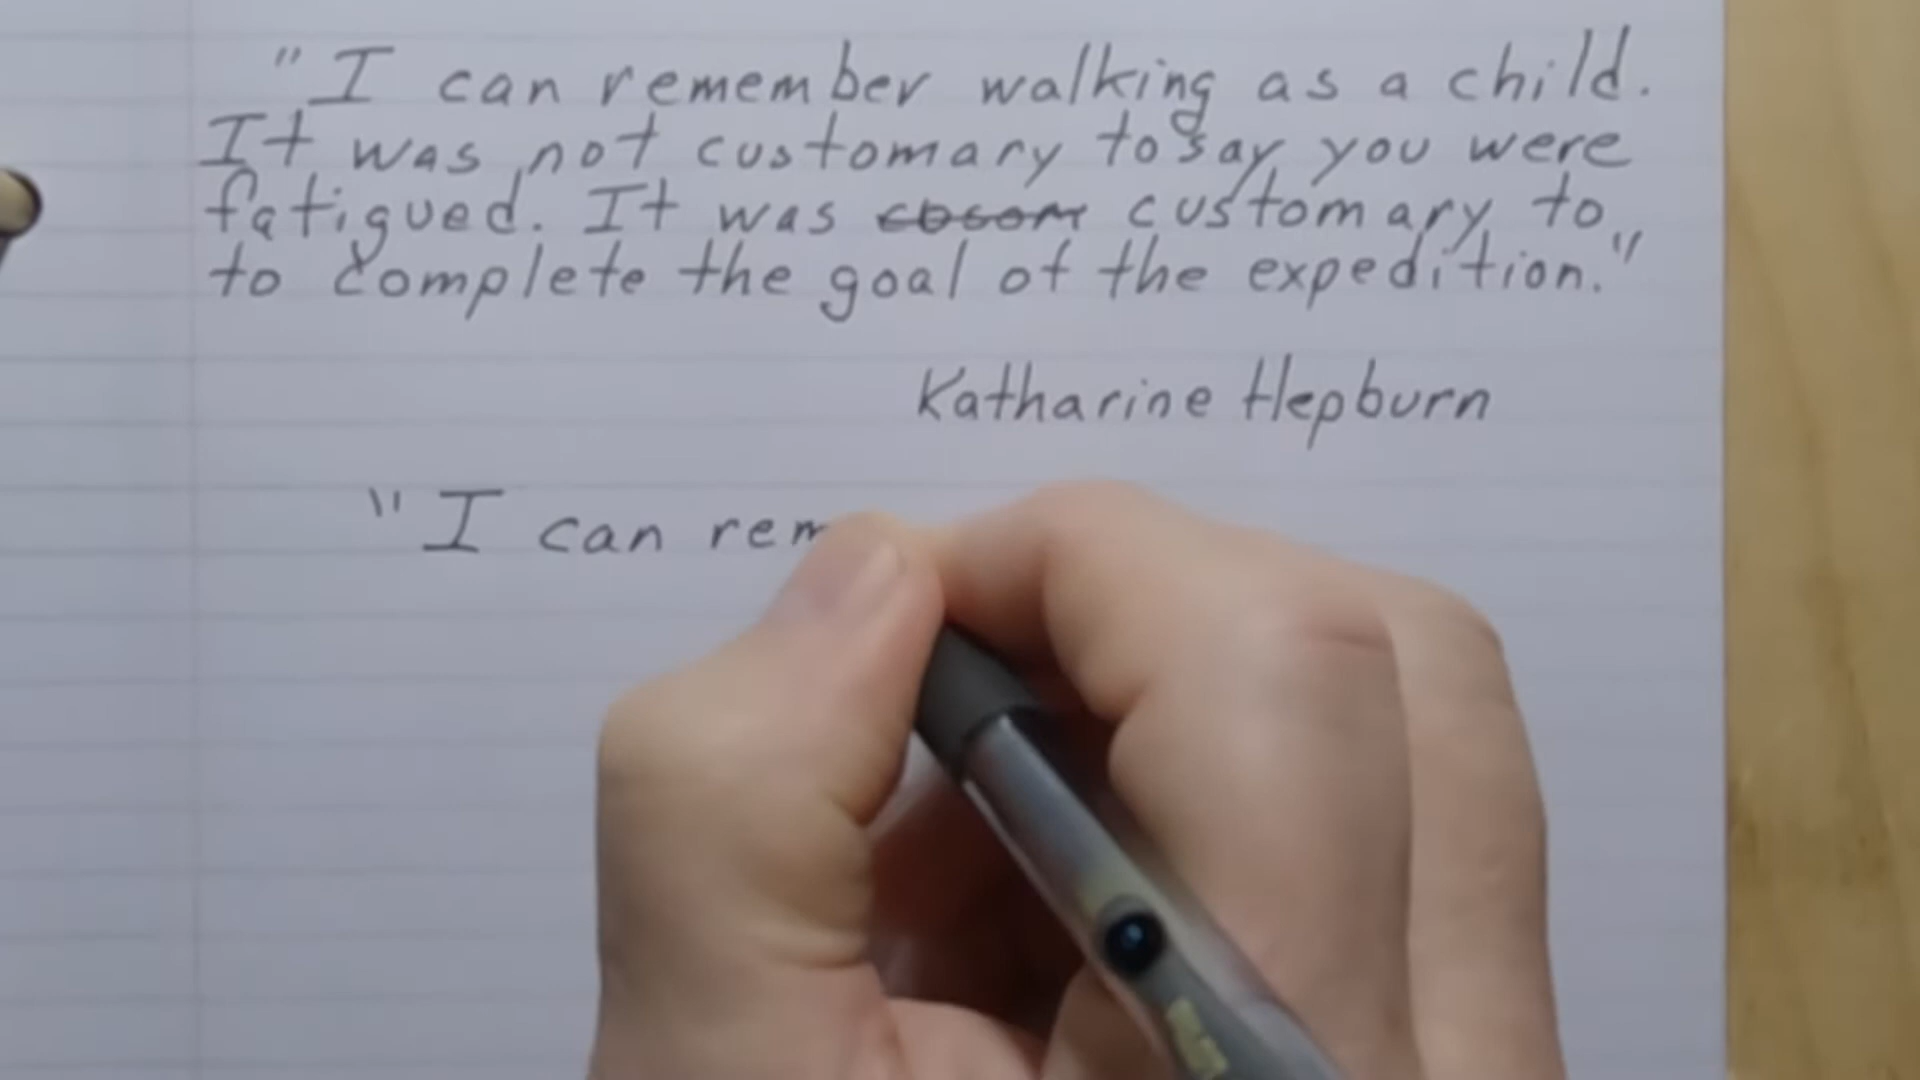 "I can remember walking as a child.
It was not customary to say you were
fatigued. It was customary to
to complete the goal of the expedition."
Katharine Hepburn
"I can rem